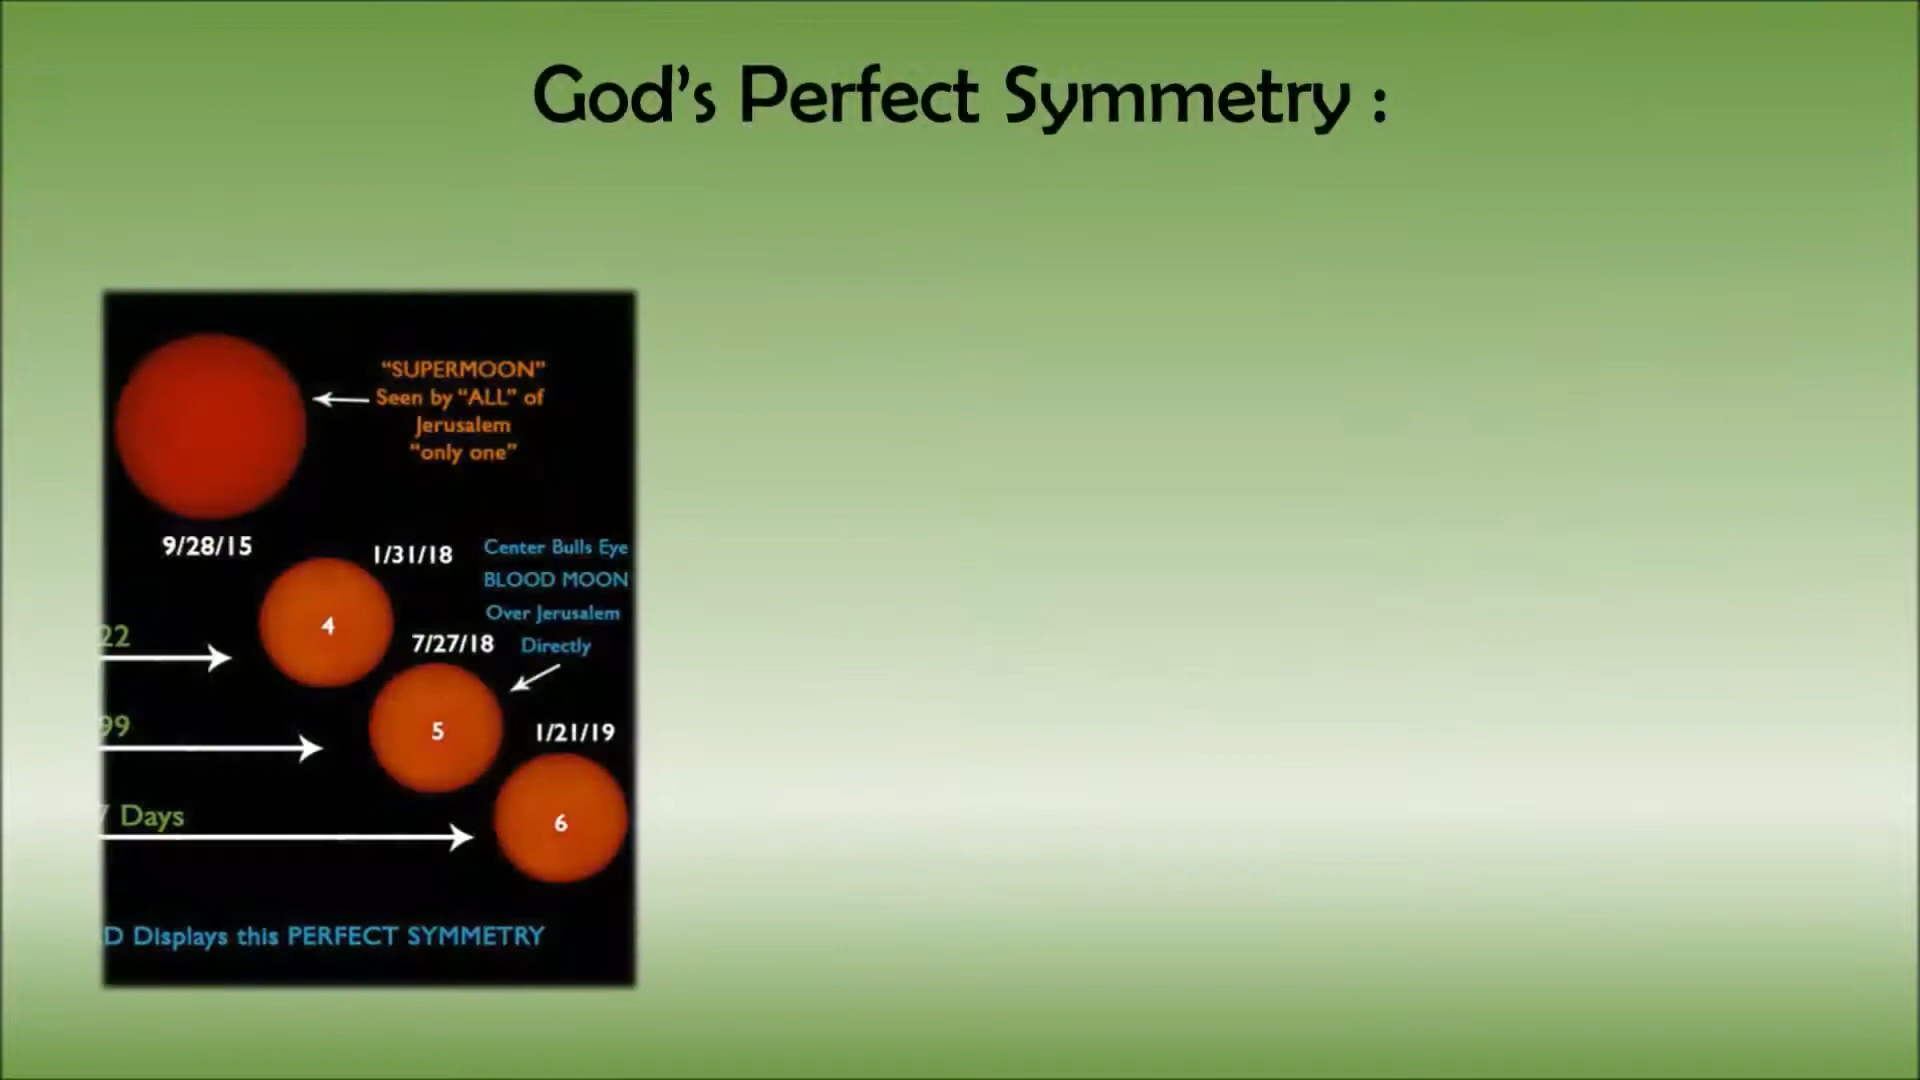 God's Perfect Symmetry :
"SUPERMOON"
Seen by "ALL" of
Jerusalem
"only one"
9/28/15
1/31/18
Center Bulls Eye
BLOOD MOON
Over Jerusalem
Directly
4
22
7/27/18
5
99
1/21/19
7 Days
6
D Displays this PERFECT SYMMETRY